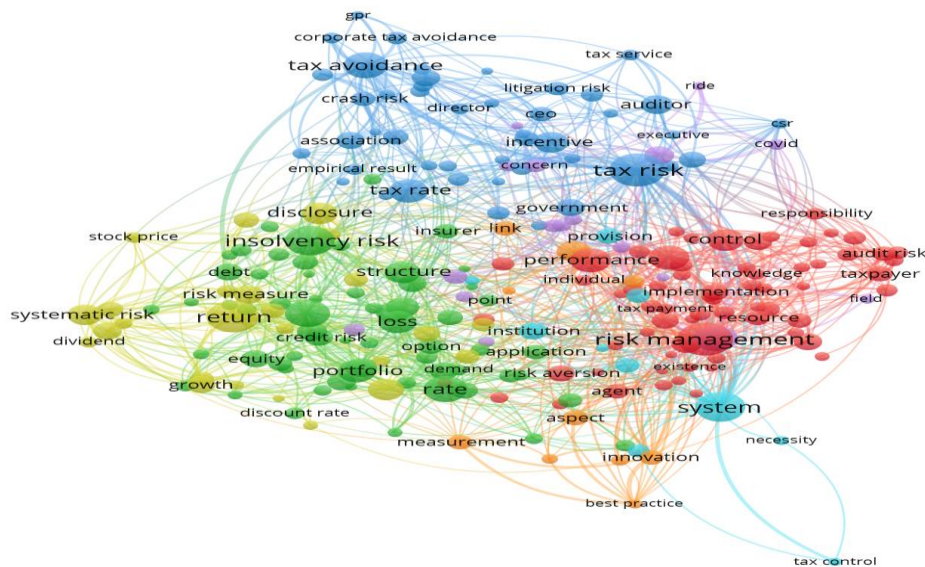 gpr
corporate tax avoidance
tax avoidance
tax service
crash risk
litigation risk
ride
director
auditor
ceo
csr
association
incentive
executive
covid
empirical result
concern
tax risk
tax rate
government
disclosure
responsibility
link
insurer
provision
stock price
insolvency risk
control
performance
audit risk
debt
structure
knowledge
taxpayer
individual
risk measure
point
implementation
field
systematic risk
return
tax payment
resource
loss
institution
dividend
credit risk
option
risk management
equity
application
existence
portfolio
demand
risk aversion
growth
rate
agent
discount rate
aspect
system
measurement
necessity
innovation
best practice
tax control